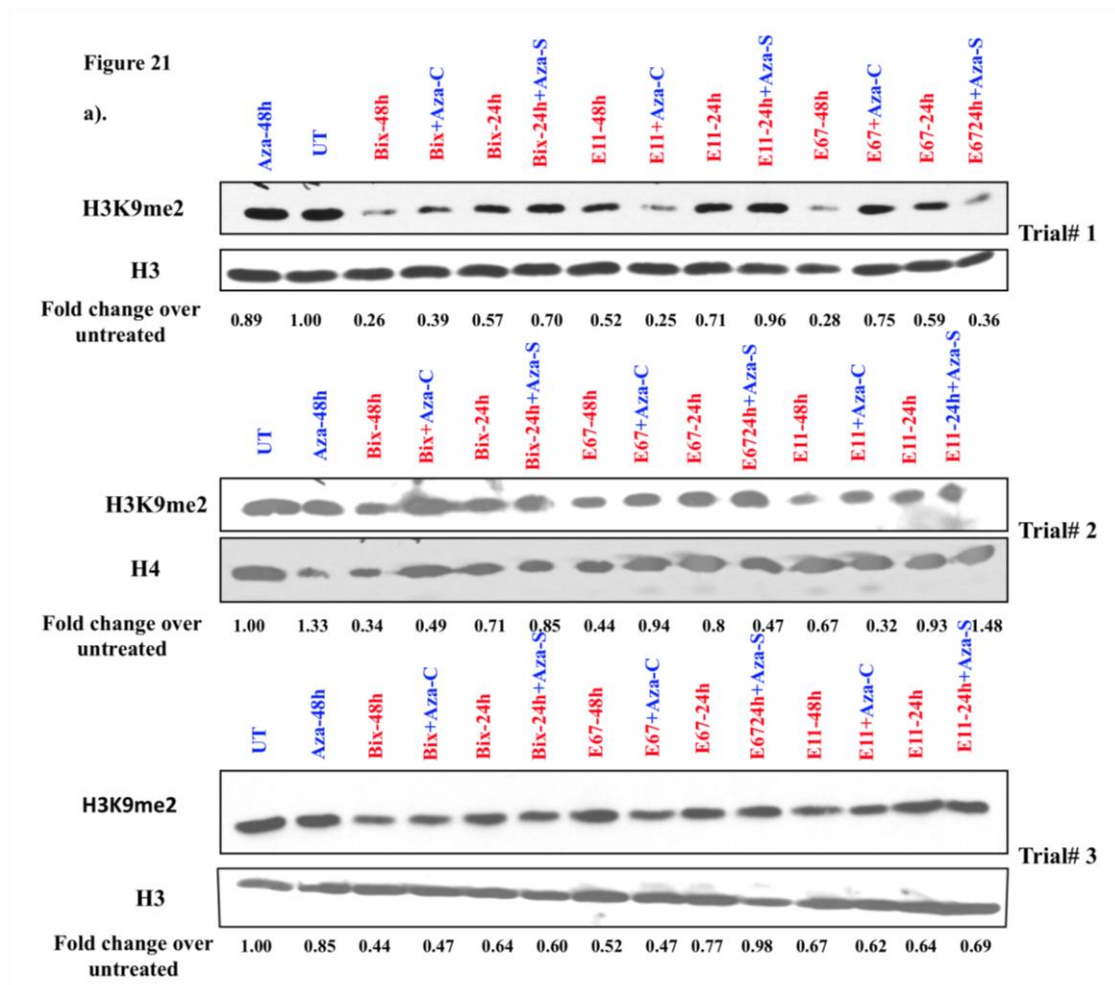 Figure 21
a).
Aza-48h UT Bix-48h Bix+Aza-C Bix-24h Bix-24h+Aza-S E11-48h E11+Aza-C E11-24h E11-24h+Aza-S E67-48h E67+Aza-C E67-24h E6724h+Aza-S
H3K9me2
Trial# 1
H3
Fold change over
untreated
0.89 1.00 0.26 0.39 0.57 0.70 0.52 0.25 0.71 0.96 0.28 0.75 0.59 0.36
UT Aza-48h Bix-48h Bix+Aza-C Bix-24h Bix-24h+Aza-S E67-48h E67+Aza-C E67-24h E6724h+Aza-S E11-48h E11+Aza-C E11-24h E11-24h+Aza-S
H3K9me2
Trial# 2
H4
Fold change over
untreated
1.00 1.33 0.34 0.49 0.71 0.85 0.44 0.94 0.8 0.47 0.67 0.32 0.93 1.48
UT Aza-48h Bix-48h Bix+Aza-C Bix-24h Bix-24h+Aza-S E67-48h E67+Aza-C E67-24h E6724h+Aza-S E11-48h E11+Aza-C E11-24h E11-24h+Aza-S
H3K9me2
Trial# 3
H3
Fold change over
untreated
1.00 0.85 0.44 0.47 0.64 0.60 0.52 0.47 0.77 0.98 0.67 0.62 0.64 0.69